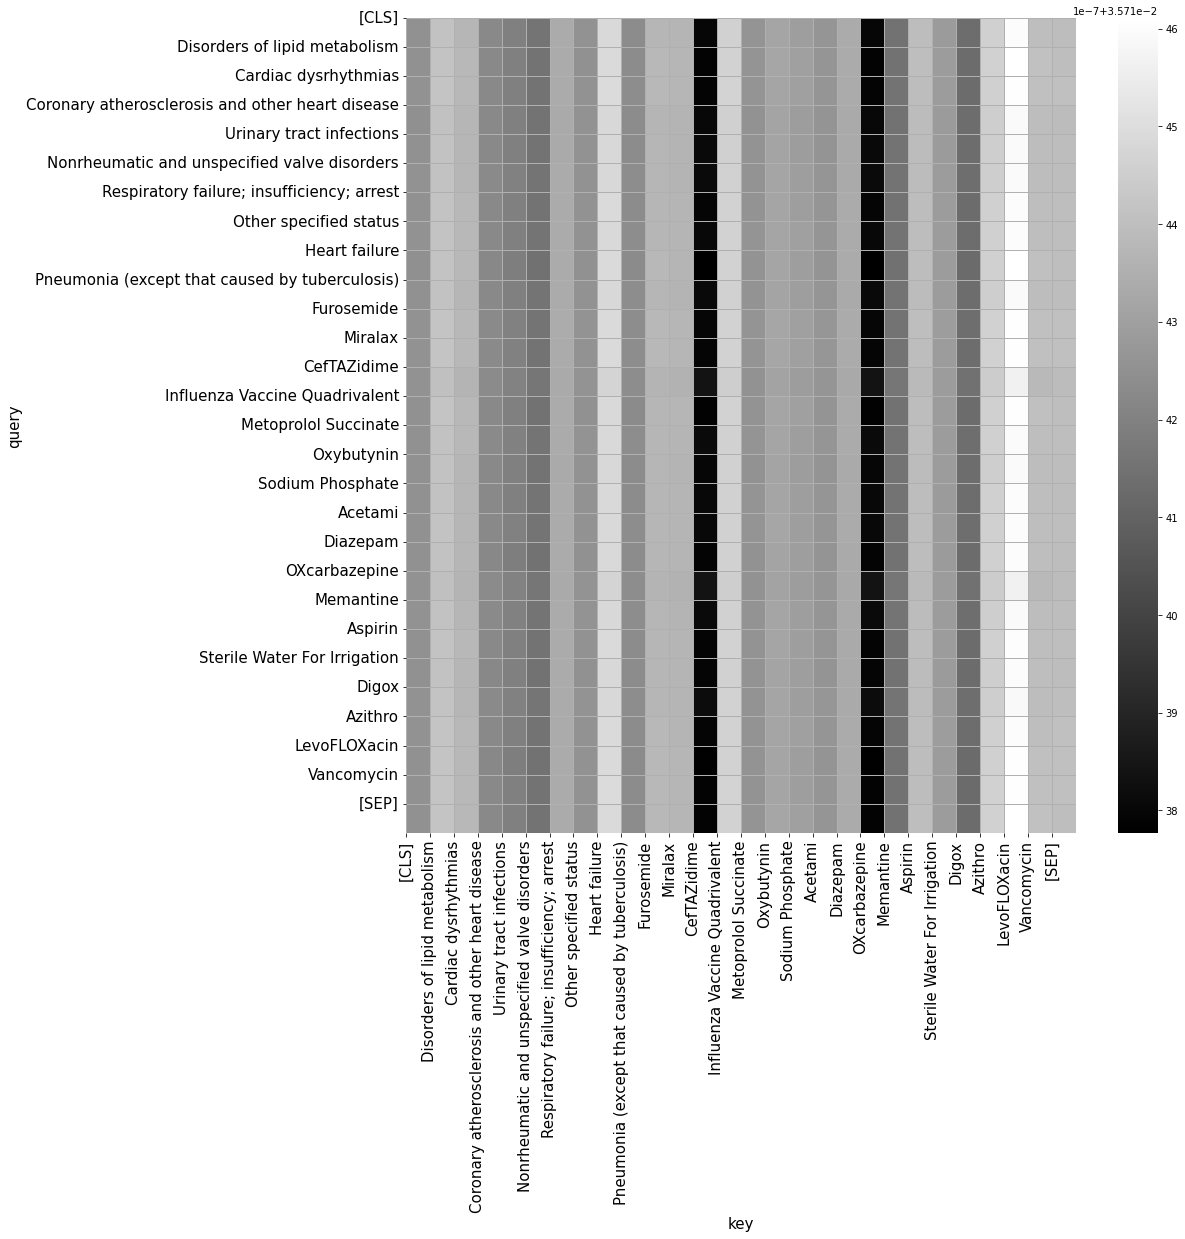 1e-7+3.571e-2
[CLS]
Disorders of lipid metabolism
Cardiac dysrhythmias
Coronary atherosclerosis and other heart disease
Urinary tract infections
Nonrheumatic and unspecified valve disorders
Respiratory failure; insufficiency; arrest
Other specified status
Heart failure
Pneumonia (except that caused by tuberculosis)
Furosemide
Miralax
CefTAZidime
Influenza Vaccine Quadrivalent
Metoprolol Succinate
Oxybutynin
Sodium Phosphate
Acetami
Diazepam
OXcarbazepine
Memantine
Aspirin
Sterile Water For Irrigation
Digox
Azithro
LevoFLOXacin
Vancomycin
[SEP]
query
46
45
44
43
42
41
40
39
38
[CLS]
Disorders of lipid metabolism
Cardiac dysrhythmias
Coronary atherosclerosis and other heart disease
Urinary tract infections
Nonrheumatic and unspecified valve disorders
Respiratory failure; insufficiency; arrest
Other specified status
Heart failure
Pneumonia (except that caused by tuberculosis)
Furosemide
Miralax
CefTAZidime
Influenza Vaccine Quadrivalent
Metoprolol Succinate
Oxybutynin
Sodium Phosphate
Acetami
Diazepam
OXcarbazepine
Memantine
Aspirin
Sterile Water For Irrigation
Digox
Azithro
LevoFLOXacin
Vancomycin
[SEP]
key